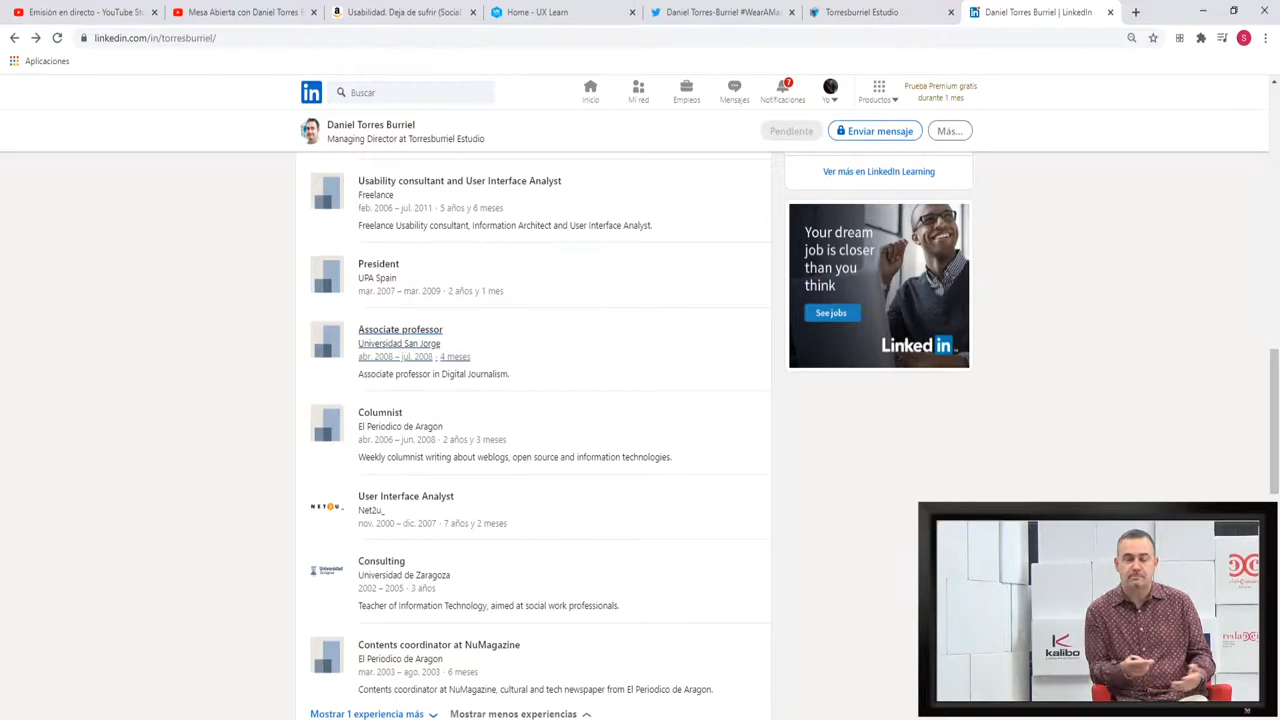 Emisión en directo - YouTube St
Mesa Abierta con Daniel Torres B
Usabilidad. Deja de sufrir (Social
Home - UX Learn
Daniel Torres-Burriel #WearAMa
Torresburriel Estudio
Daniel Torres Burriel | LinkedIn
linkedin.com/in/torresburriel/
S
Aplicaciones
in
Buscar
Inicio
Mi red
Empleos
Mensajes
7
Notificaciones
Yo
Productos
Prueba Premium gratis
durante 1 mes
Daniel Torres Burriel
Managing Director at Torresburriel Estudio
Pendiente
Enviar mensaje
Más...
Usability consultant and User Interface Analyst
Freelance
feb. 2006 – jul. 2011 · 5 años y 6 meses
Freelance Usability consultant, Information Architect and User Interface Analyst.
President
UPA Spain
mar. 2007 – mar. 2009 · 2 años y 1 mes
Associate professor
Universidad San Jorge
abr. 2008 – jul. 2008 · 4 meses
Associate professor in Digital Journalism.
Columnist
El Periodico de Aragon
abr. 2006 – jun. 2008 · 2 años y 3 meses
Weekly columnist writing about weblogs, open source and information technologies.
NET2U_
User Interface Analyst
Net2u_
nov. 2000 – dic. 2007 · 7 años y 2 meses
Universidad
Zaragoza
Consulting
Universidad de Zaragoza
2002 – 2005 · 3 años
Teacher of Information Technology, aimed at social work professionals.
Contents coordinator at NuMagazine
El Periodico de Aragon
mar. 2003 – ago. 2003 · 6 meses
Contents coordinator at NuMagazine, cultural and tech newspaper from El Periodico de Aragon.
Mostrar 1 experiencia más
Mostrar menos experiencias
Ver más en LinkedIn Learning
Your dream
job is closer
than you
think
See jobs
Linked in
kalibo